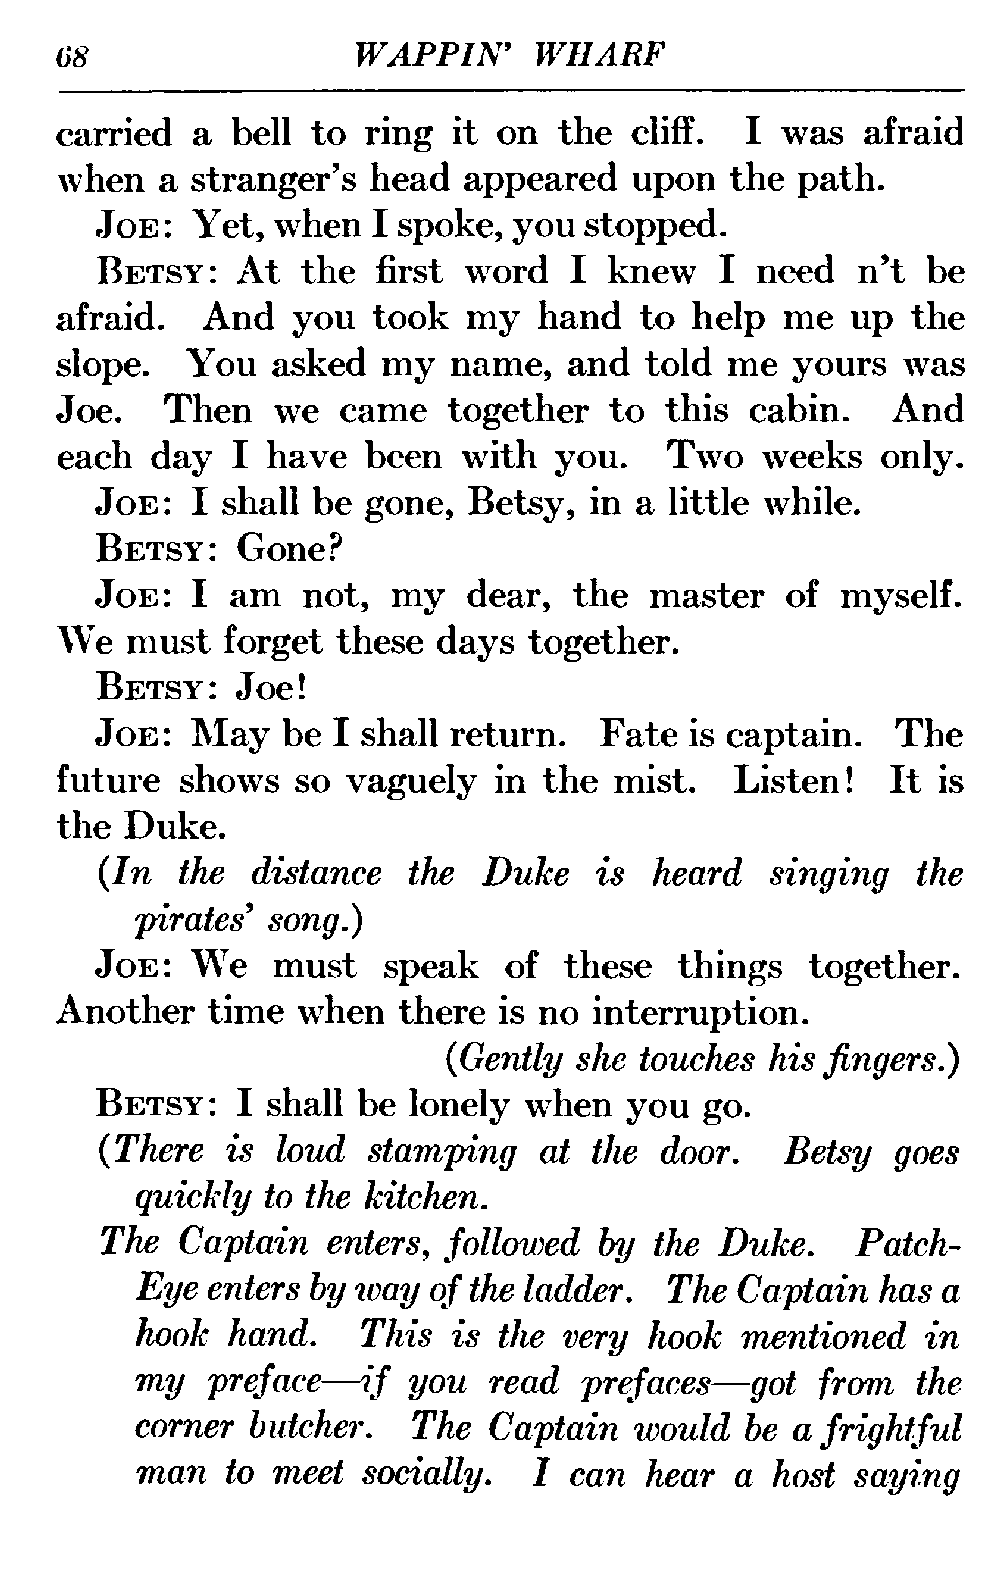 68 WAPPIN' WHARF
carried a bell to ring it on the cliff. I was afraid
when a stranger's head appeared upon the path.
JOE: Yet, when I spoke, you stopped.
BETSY: At the first word I knew I need n't be
afraid. And you took my hand to help me up the
slope. You asked my name, and told me yours was
Joe. Then we came together to this cabin. And
each day I have been with you. Two weeks only.
JOE: I shall be gone, Betsy, in a little while.
BETSY: Gone?
JOE: I am not, my dear, the master of myself.
We must forget these days together.
BETSY: Joe!
JOE: May be I shall return. Fate is captain. The
future shows so vaguely in the mist. Listen! It is
the Duke.
(In the distance the Duke is heard singing the
pirates' song.)
JOE: We must speak of these things together.
Another time when there is no interruption.
(Gently she touches his fingers.)
BETSY: I shall be lonely when you go.
(There is loud stamping at the door. Betsy goes
quickly to the kitchen.
The Captain enters, followed by the Duke. Patch-
Eye enters by way of the ladder. The Captain has a
hook hand. This is the very hook mentioned in
my preface—if you read prefaces—got from the
corner butcher. The Captain would be a frightful
man to meet socially. I can hear a host saying